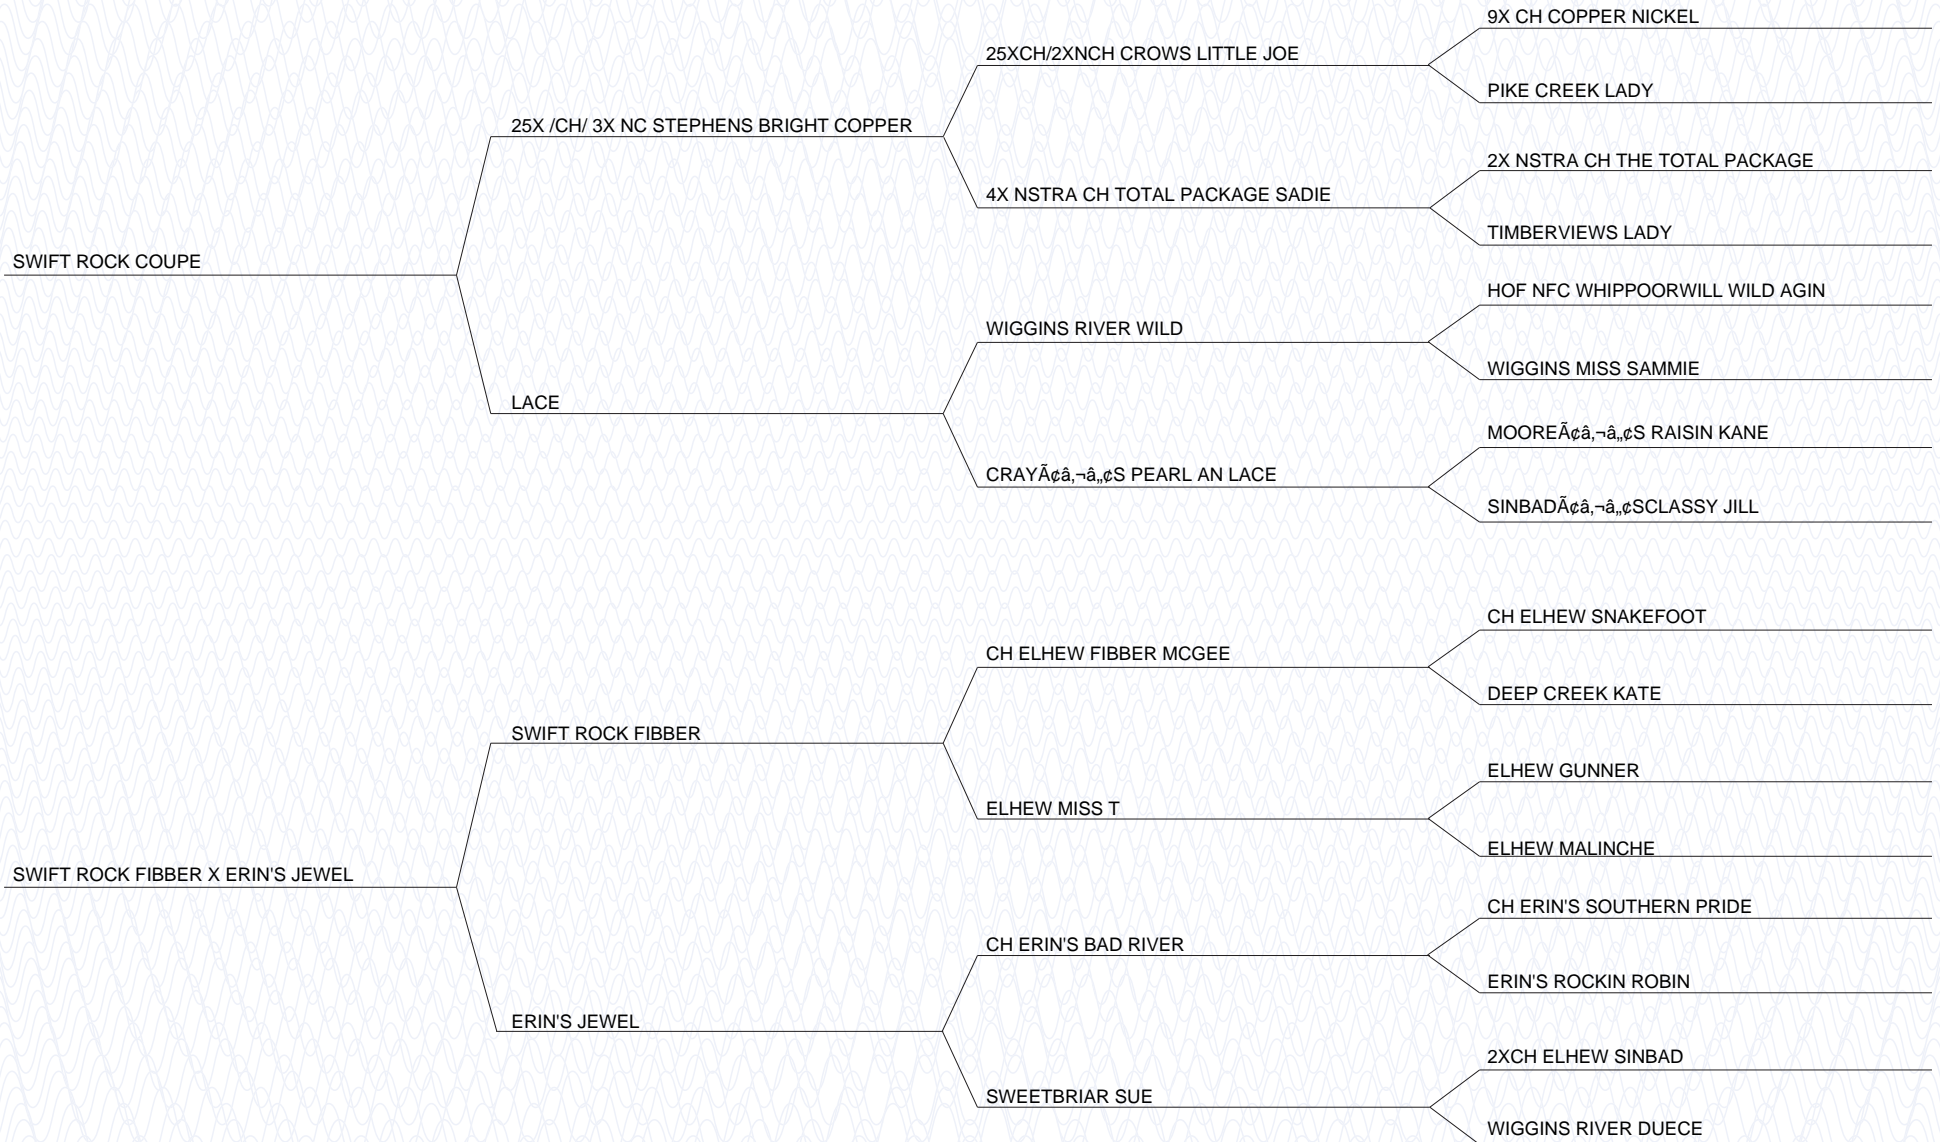 9X CH COPPER NICKEL
25XCH/2XNCH CROWS LITTLE JOE
PIKE CREEK LADY
25X /CH/ 3X NC STEPHENS BRIGHT COPPER
2X NSTRA CH THE TOTAL PACKAGE
4X NSTRA CH TOTAL PACKAGE SADIE
TIMBERVIEWS LADY
SWIFT ROCK COUPE
HOF NFC WHIPPOORWILL WILD AGIN
WIGGINS RIVER WILD
WIGGINS MISS SAMMIE
LACE
MOOREÃ¢â‚¬â„¢S RAISIN KANE
CRAYÃ¢â‚¬â„¢S PEARL AN LACE
SINBADÃ¢â‚¬â„¢SCLASSY JILL
CH ELHEW SNAKEFOOT
CH ELHEW FIBBER MCGEE
DEEP CREEK KATE
SWIFT ROCK FIBBER
ELHEW GUNNER
ELHEW MISS T
ELHEW MALINCHE
SWIFT ROCK FIBBER X ERIN'S JEWEL
CH ERIN'S SOUTHERN PRIDE
CH ERIN'S BAD RIVER
ERIN'S ROCKIN ROBIN
ERIN'S JEWEL
2XCH ELHEW SINBAD
SWEETBRIAR SUE
WIGGINS RIVER DUECE